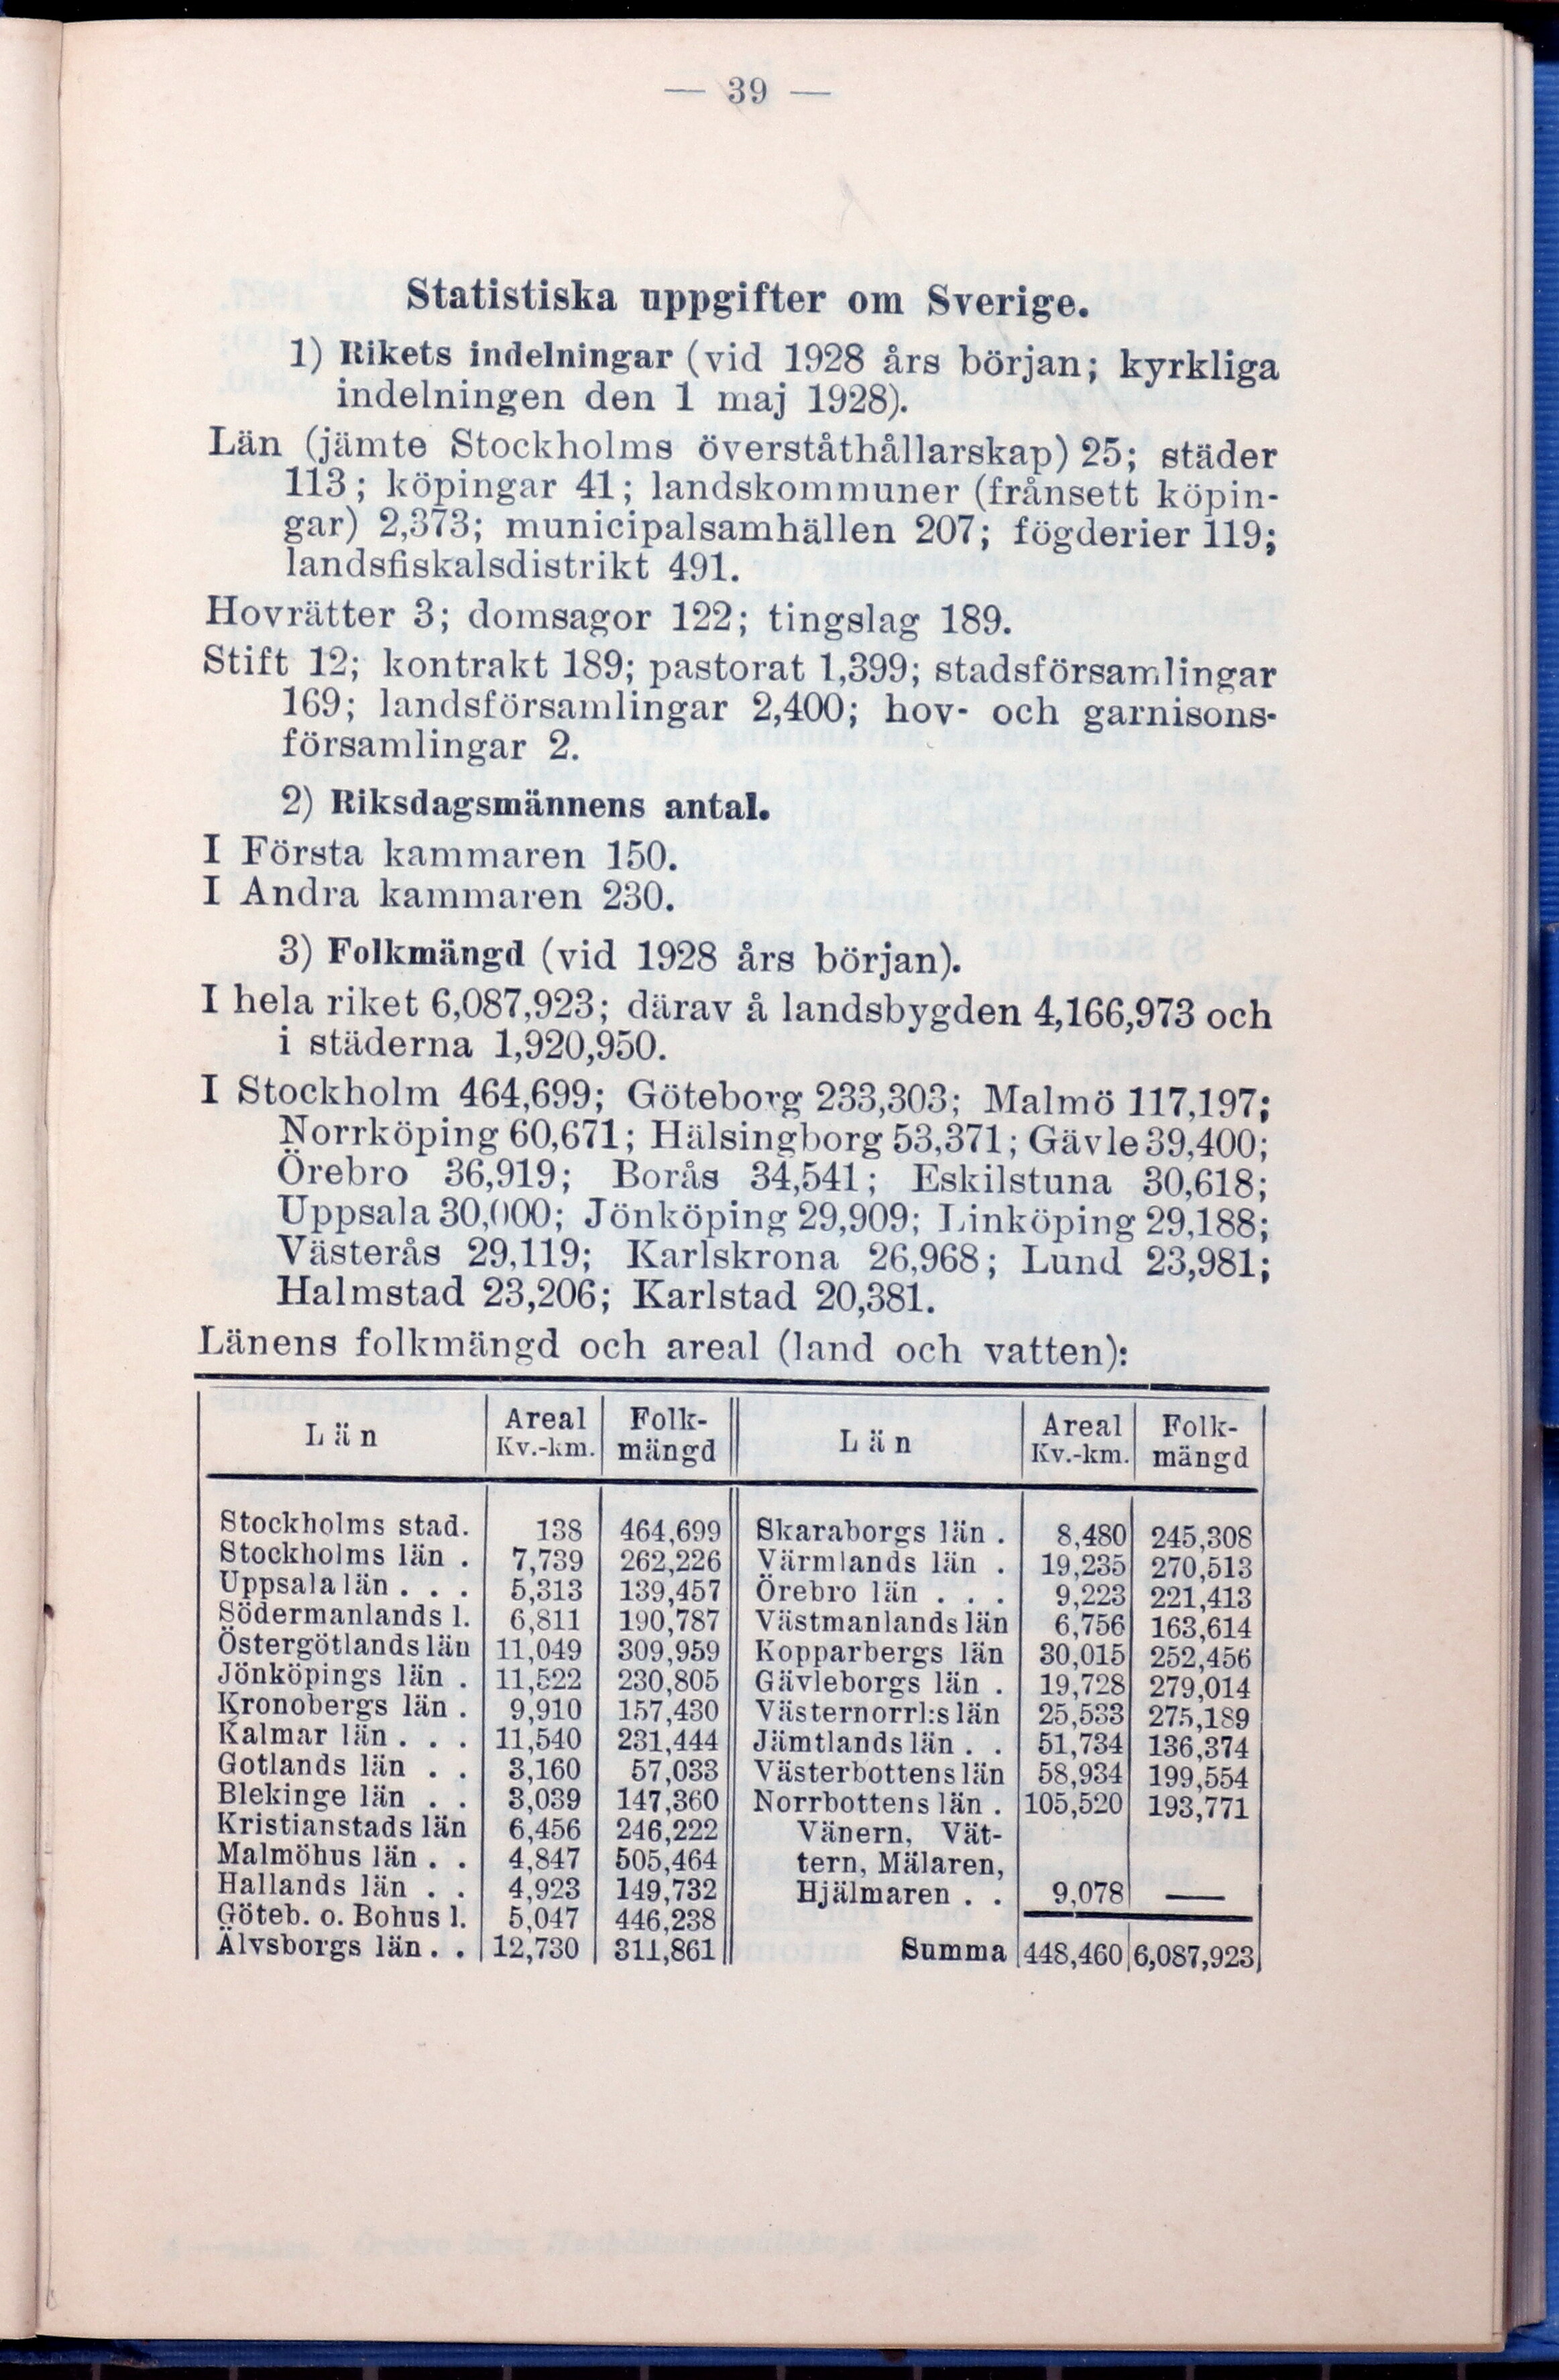 — 39 —
Statistiska uppgifter om Sverige.
1) Rikets indelningar (vid 1928 års början; kyrkliga
indelningen den 1 maj 1928).
Län (jämte Stockholms överståthållarskap) 25; städer
113; köpingar 41; landskommuner (frånsett köpin-
gar) 2,373; municipalsamhällen 207; fögderier 119;
landsfiskalsdistrikt 491.
Hovrätter 3; domsagor 122; tingslag 189.
Stift 12; kontrakt 189; pastorat 1,399; stadsförsamlingar
169; landsförsamlingar 2,400; hov- och garnisons-
församlingar 2.
2) Riksdagsmännens antal.
I Första kammaren 150.
I Andra kammaren 230.
3) Folkmängd (vid 1928 års början).
I hela riket 6,087,923; därav å landsbygden 4,166,973 och
i städerna 1,920,950.
I Stockholm 464,699; Göteborg 233,303; Malmö 117,197;
Norrköping 60,671; Hälsingborg 53,371; Gävle 39,400;
Örebro 36,919; Borås 34,541; Eskilstuna 30,618;
Uppsala 30,000; Jönköping 29,909; Linköping 29,188;
Västerås 29,119; Karlskrona 26,968; Lund 23,981;
Halmstad 23,206; Karlstad 20,381.
Länens folkmängd och areal (land och vatten):
Län Areal Kv.-km. Folk-mängd
Stockholms stad. 138 464,699
Stockholms län . 7,739 262,226
Uppsala län . . . 5,313 139,457
Södermanlands l. 6,811 190,787
Östergötlands län 11,049 309,959
Jönköpings län . 11,522 230,805
Kronobergs län . 9,910 157,430
Kalmar län . . . 11,540 231,444
Gotlands län . . 3,160 57,033
Blekinge län . . 3,039 147,360
Kristianstads län 6,456 246,222
Malmöhus län . . 4,847 505,464
Hallands län . . 4,923 149,732
Göteb. o. Bohus l. 5,047 446,238
Älvsborgs län . . 12,730 311,861
Län Areal Kv.-km. Folk-mängd
Skaraborgs län . 8,480 245,308
Värmlands län . 19,235 270,513
Örebro län . . . 9,223 221,413
Västmanlands län 6,756 163,614
Kopparbergs län 30,015 252,456
Gävleborgs län . 19,728 279,014
Västernorrl:s län 25,533 275,189
Jämtlands län . . 51,734 136,374
Västerbottens län 58,934 199,554
Norrbottens län . 105,520 193,771
Vänern, Vät-
tern, Mälaren,
Hjälmaren . . 9,078 —
Summa 448,460 6,087,923